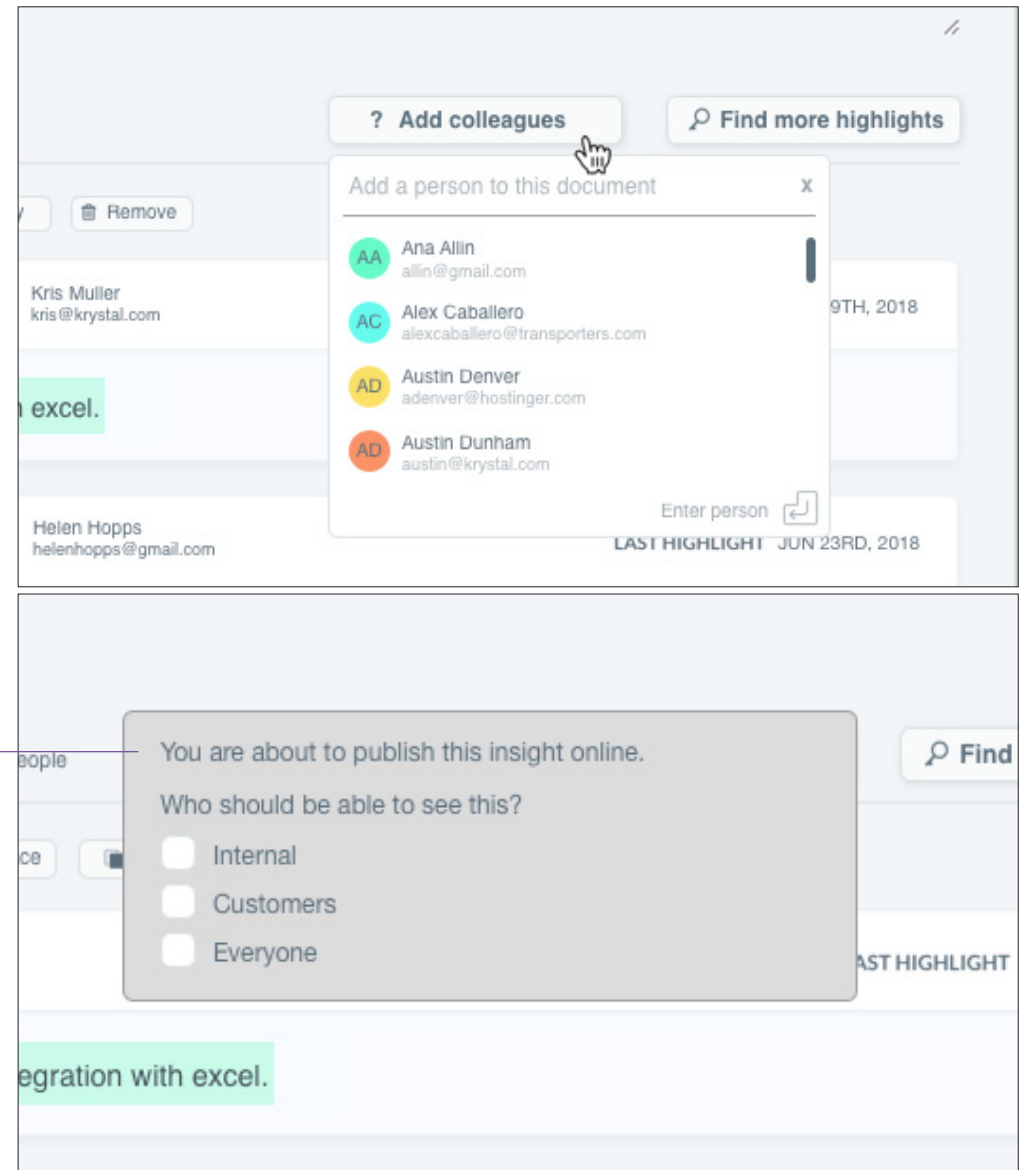 ? Add colleagues
Find more highlights
Add a person to this document x
Remove
AA Ana Allin
allin@gmail.com
Kris Muller
kris@krystal.com
9TH, 2018
AC Alex Caballero
alexcaballero@transporters.com
AD Austin Denver
adenver@hostinger.com
excel.
AD Austin Dunham
austin@krystal.com
Enter person
Helen Hopps
helenhopps@gmail.com
LAST HIGHLIGHT JUN 23RD, 2018
You are about to publish this insight online.
eople
Find
Who should be able to see this?
ce
Internal
Customers
Everyone
AST HIGHLIGHT
egration with excel.